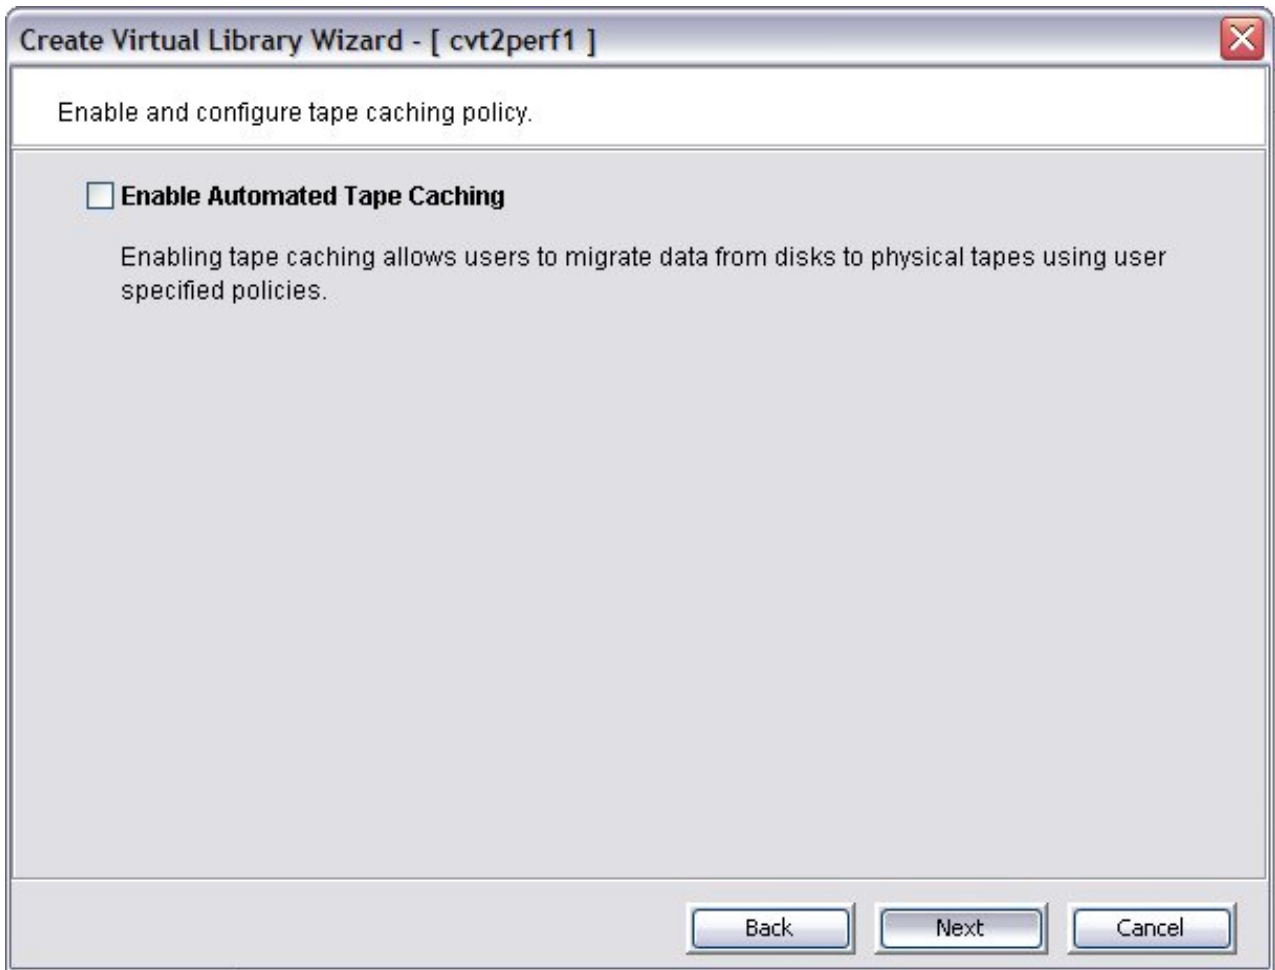 Create Virtual Library Wizard - [ cvt2perf1 ]
Enable and configure tape caching policy.
Enable Automated Tape Caching
Enabling tape caching allows users to migrate data from disks to physical tapes using user
specified policies.
Back Next Cancel